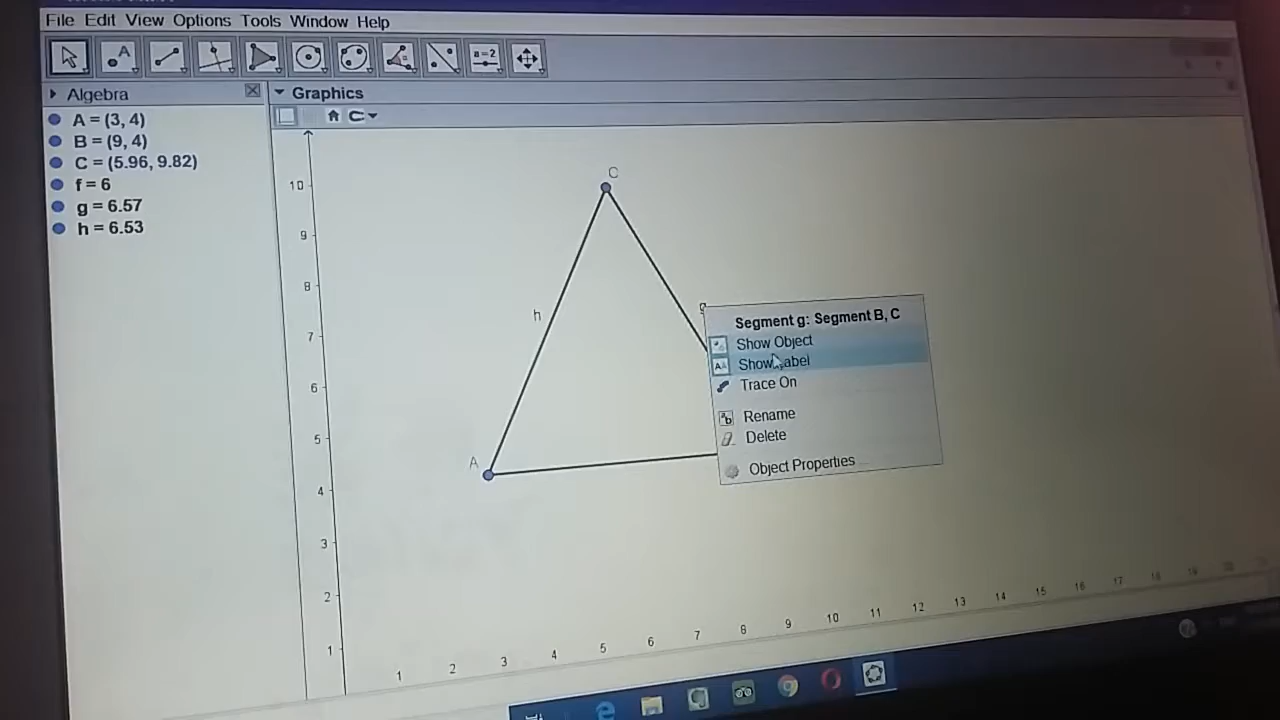 File Edit View Options Tools Window Help
A
a=2
Algebra
Graphics
A = (3, 4)
B = (9, 4)
C = (5.96, 9.82)
f = 6
g = 6.57
h = 6.53
C
10
9
8
h
g
7
6
5
A
4
3
2
1
Segment g: Segment B, C
Show Object
Show Label
Trace On
Rename
Delete
Object Properties
1 2 3 4 5 6 7 8 9 10 11 12 13 14 15 16 17 18 19